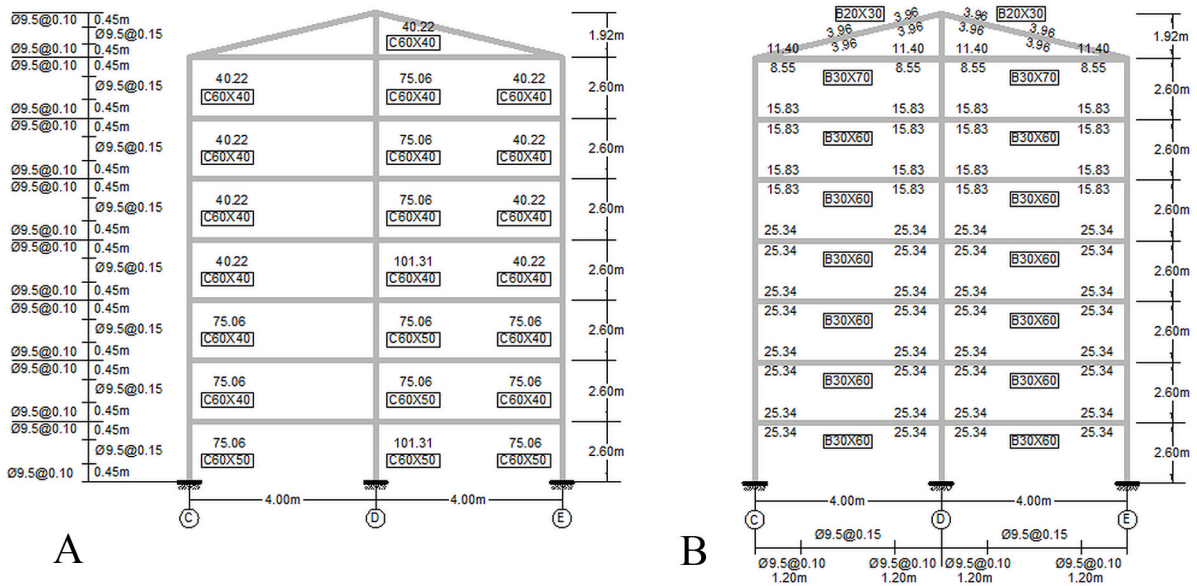 Ø9.5@0.10 0.45m
40.22
Ø9.5@0.15 C60X40 1.92m
Ø9.5@0.10 0.45m
Ø9.5@0.10 0.45m
40.22 75.06 40.22
Ø9.5@0.15 2.60m
C60X40 C60X40 C60X40
Ø9.5@0.10 0.45m
Ø9.5@0.10 0.45m
40.22 75.06 40.22
Ø9.5@0.15 2.60m
C60X40 C60X40 C60X40
Ø9.5@0.10 0.45m
Ø9.5@0.10 0.45m
40.22 75.06 40.22
Ø9.5@0.15 2.60m
C60X40 C60X40 C60X40
Ø9.5@0.10 0.45m
Ø9.5@0.10 0.45m
40.22 101.31 40.22
Ø9.5@0.15 2.60m
C60X40 C60X40 C60X40
Ø9.5@0.10 0.45m
Ø9.5@0.10 0.45m
75.06 75.06 75.06
Ø9.5@0.15 2.60m
C60X40 C60X50 C60X40
Ø9.5@0.10 0.45m
Ø9.5@0.10 0.45m
75.06 75.06 75.06
Ø9.5@0.15 2.60m
C60X40 C60X50 C60X40
Ø9.5@0.10 0.45m
Ø9.5@0.10 0.45m
75.06 101.31 75.06
Ø9.5@0.15 2.60m
C60X50 C60X50 C60X50
Ø9.5@0.10 0.45m
4.00m 4.00m
C D E
A
B20X30 3.96 3.96 B20X30
3.96 3.96
3.96 3.96 1.92m
11.40 11.40 11.40 11.40
8.55 8.55 8.55 8.55
B30X70 B30X70
2.60m
15.83 15.83 15.83 15.83
15.83 15.83 15.83 15.83
B30X60 B30X60
2.60m
15.83 15.83 15.83 15.83
15.83 15.83 15.83 15.83
B30X60 B30X60
2.60m
25.34 25.34 25.34 25.34
25.34 25.34 25.34 25.34
B30X60 B30X60
2.60m
25.34 25.34 25.34 25.34
25.34 25.34 25.34 25.34
B30X60 B30X60
2.60m
25.34 25.34 25.34 25.34
25.34 25.34 25.34 25.34
B30X60 B30X60
2.60m
25.34 25.34 25.34 25.34
25.34 25.34 25.34 25.34
B30X60 B30X60
2.60m
4.00m 4.00m
C D E
Ø9.5@0.15 Ø9.5@0.15
Ø9.5@0.10 Ø9.5@0.10 Ø9.5@0.10 Ø9.5@0.10
1.20m 1.20m 1.20m 1.20m
B